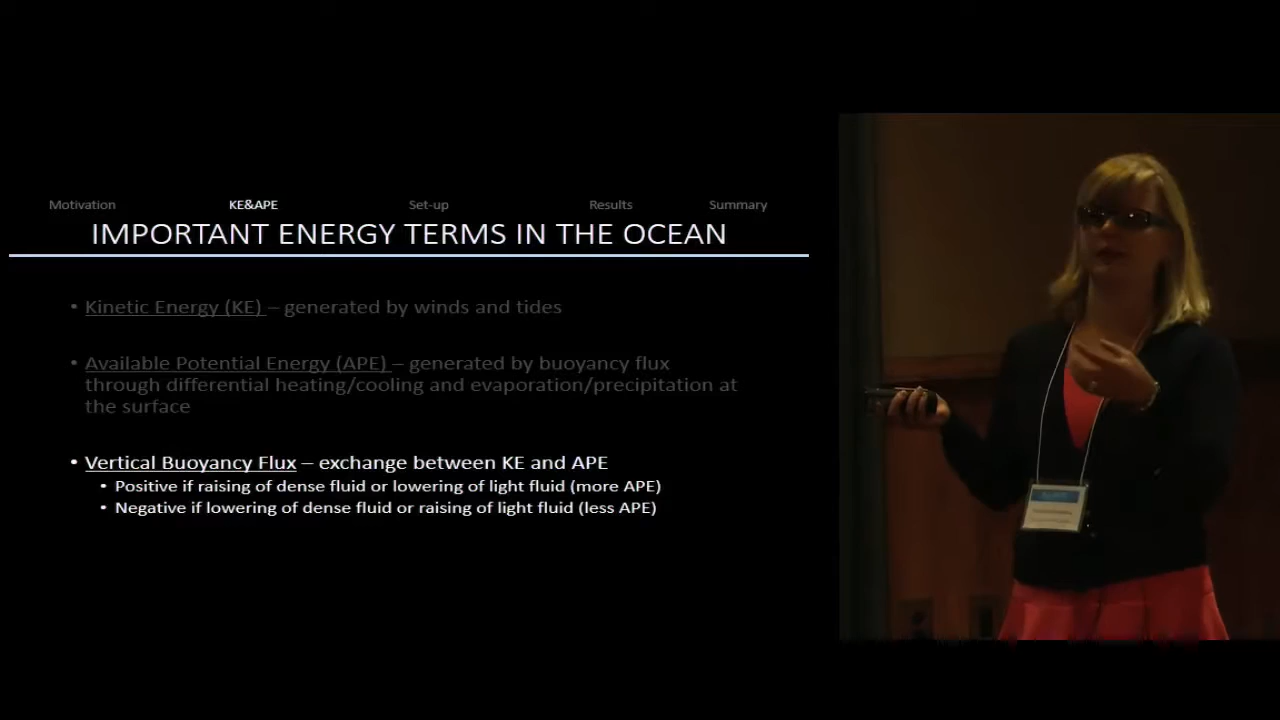 Motivation KE&APE Set-up Results Summary
IMPORTANT ENERGY TERMS IN THE OCEAN
• Kinetic Energy (KE) – generated by winds and tides
• Available Potential Energy (APE) – generated by buoyancy flux
through differential heating/cooling and evaporation/precipitation at
the surface
• Vertical Buoyancy Flux – exchange between KE and APE
• Positive if raising of dense fluid or lowering of light fluid (more APE)
• Negative if lowering of dense fluid or raising of light fluid (less APE)